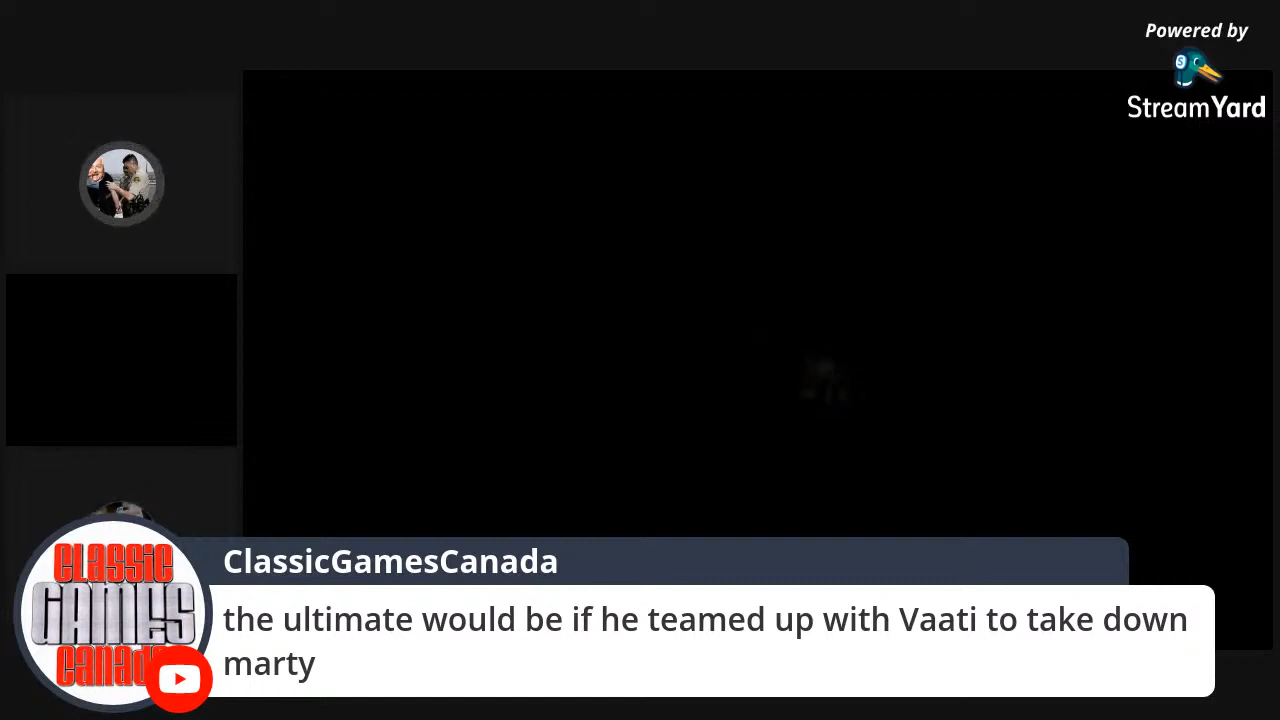 Powered by
StreamYard
ClassicGamesCanada
the ultimate would be if he teamed up with Vaati to take down
marty
CLASSIC
GAMES
Canada